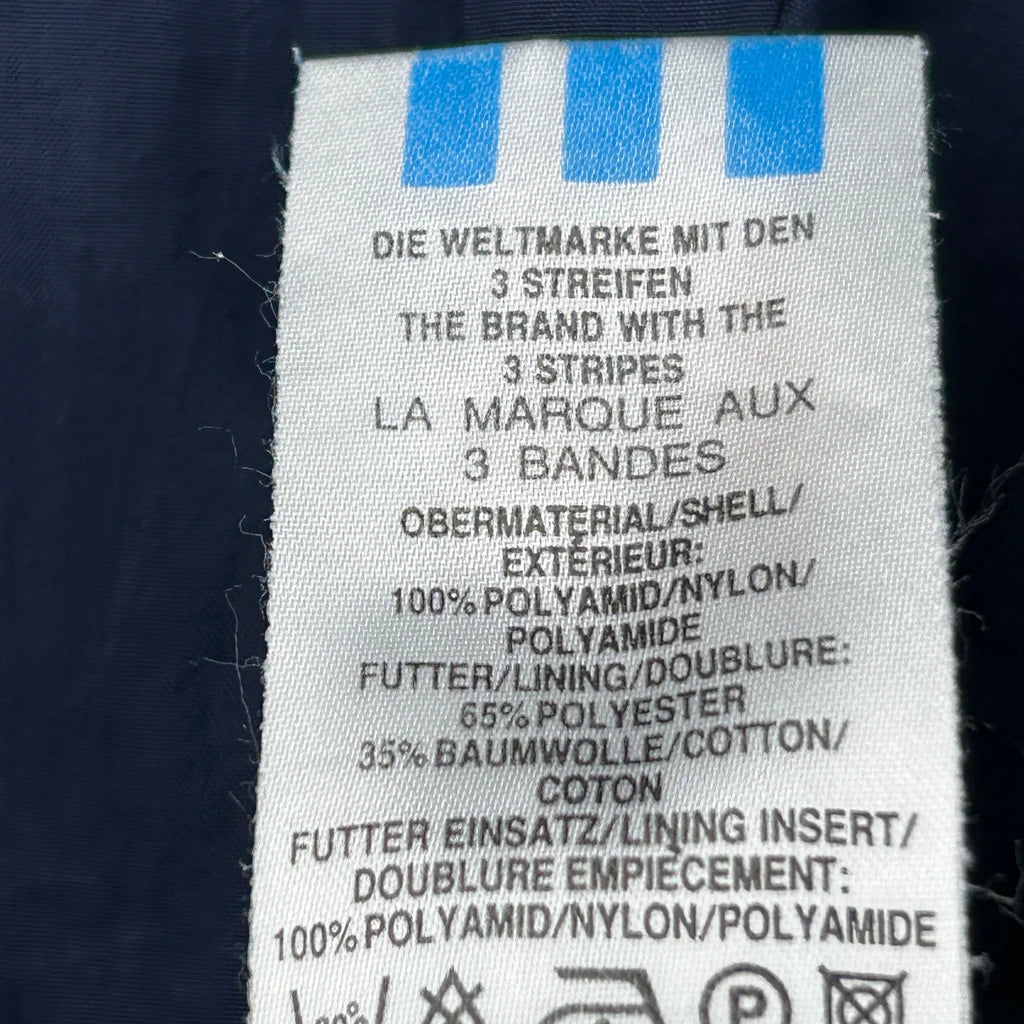 DIE WELTMARKE MIT DEN
3 STREIFEN
THE BRAND WITH THE
3 STRIPES
LA MARQUE AUX
3 BANDES
OBERMATERIAL/SHELL/
EXTÉRIEUR:
100% POLYAMID/NYLON/
POLYAMIDE
FUTTER/LINING/DOUBLURE:
65% POLYESTER
35% BAUMWOLLE/COTTON/
COTON
FUTTER EINSATZ/LINING INSERT/
DOUBLURE EMPIÈCEMENT:
100% POLYAMID/NYLON/POLYAMIDE
P